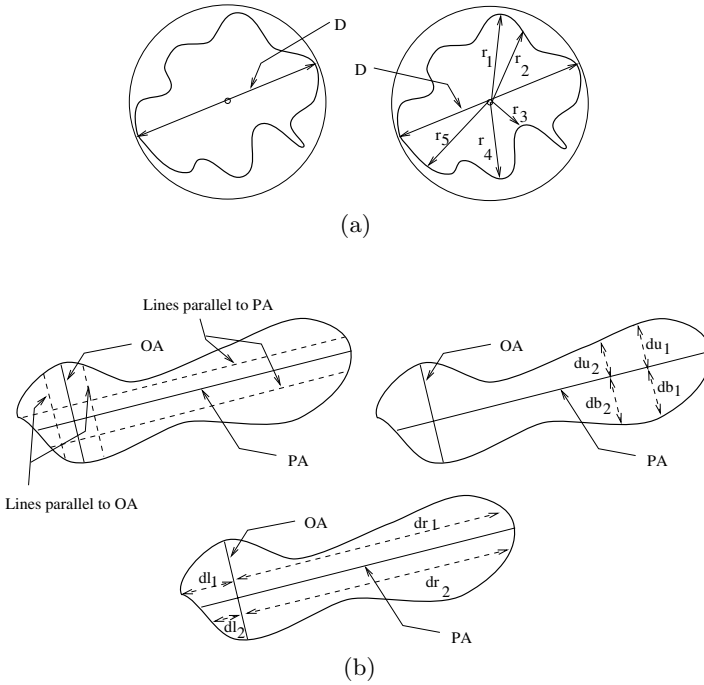 D
D
r1
r2
r3
r4
r5
(a)
Lines parallel to PA
OA
PA
Lines parallel to OA
OA
du2
du1
db2
db1
PA
OA
dr1
dl1
dr2
dl2
PA
(b)